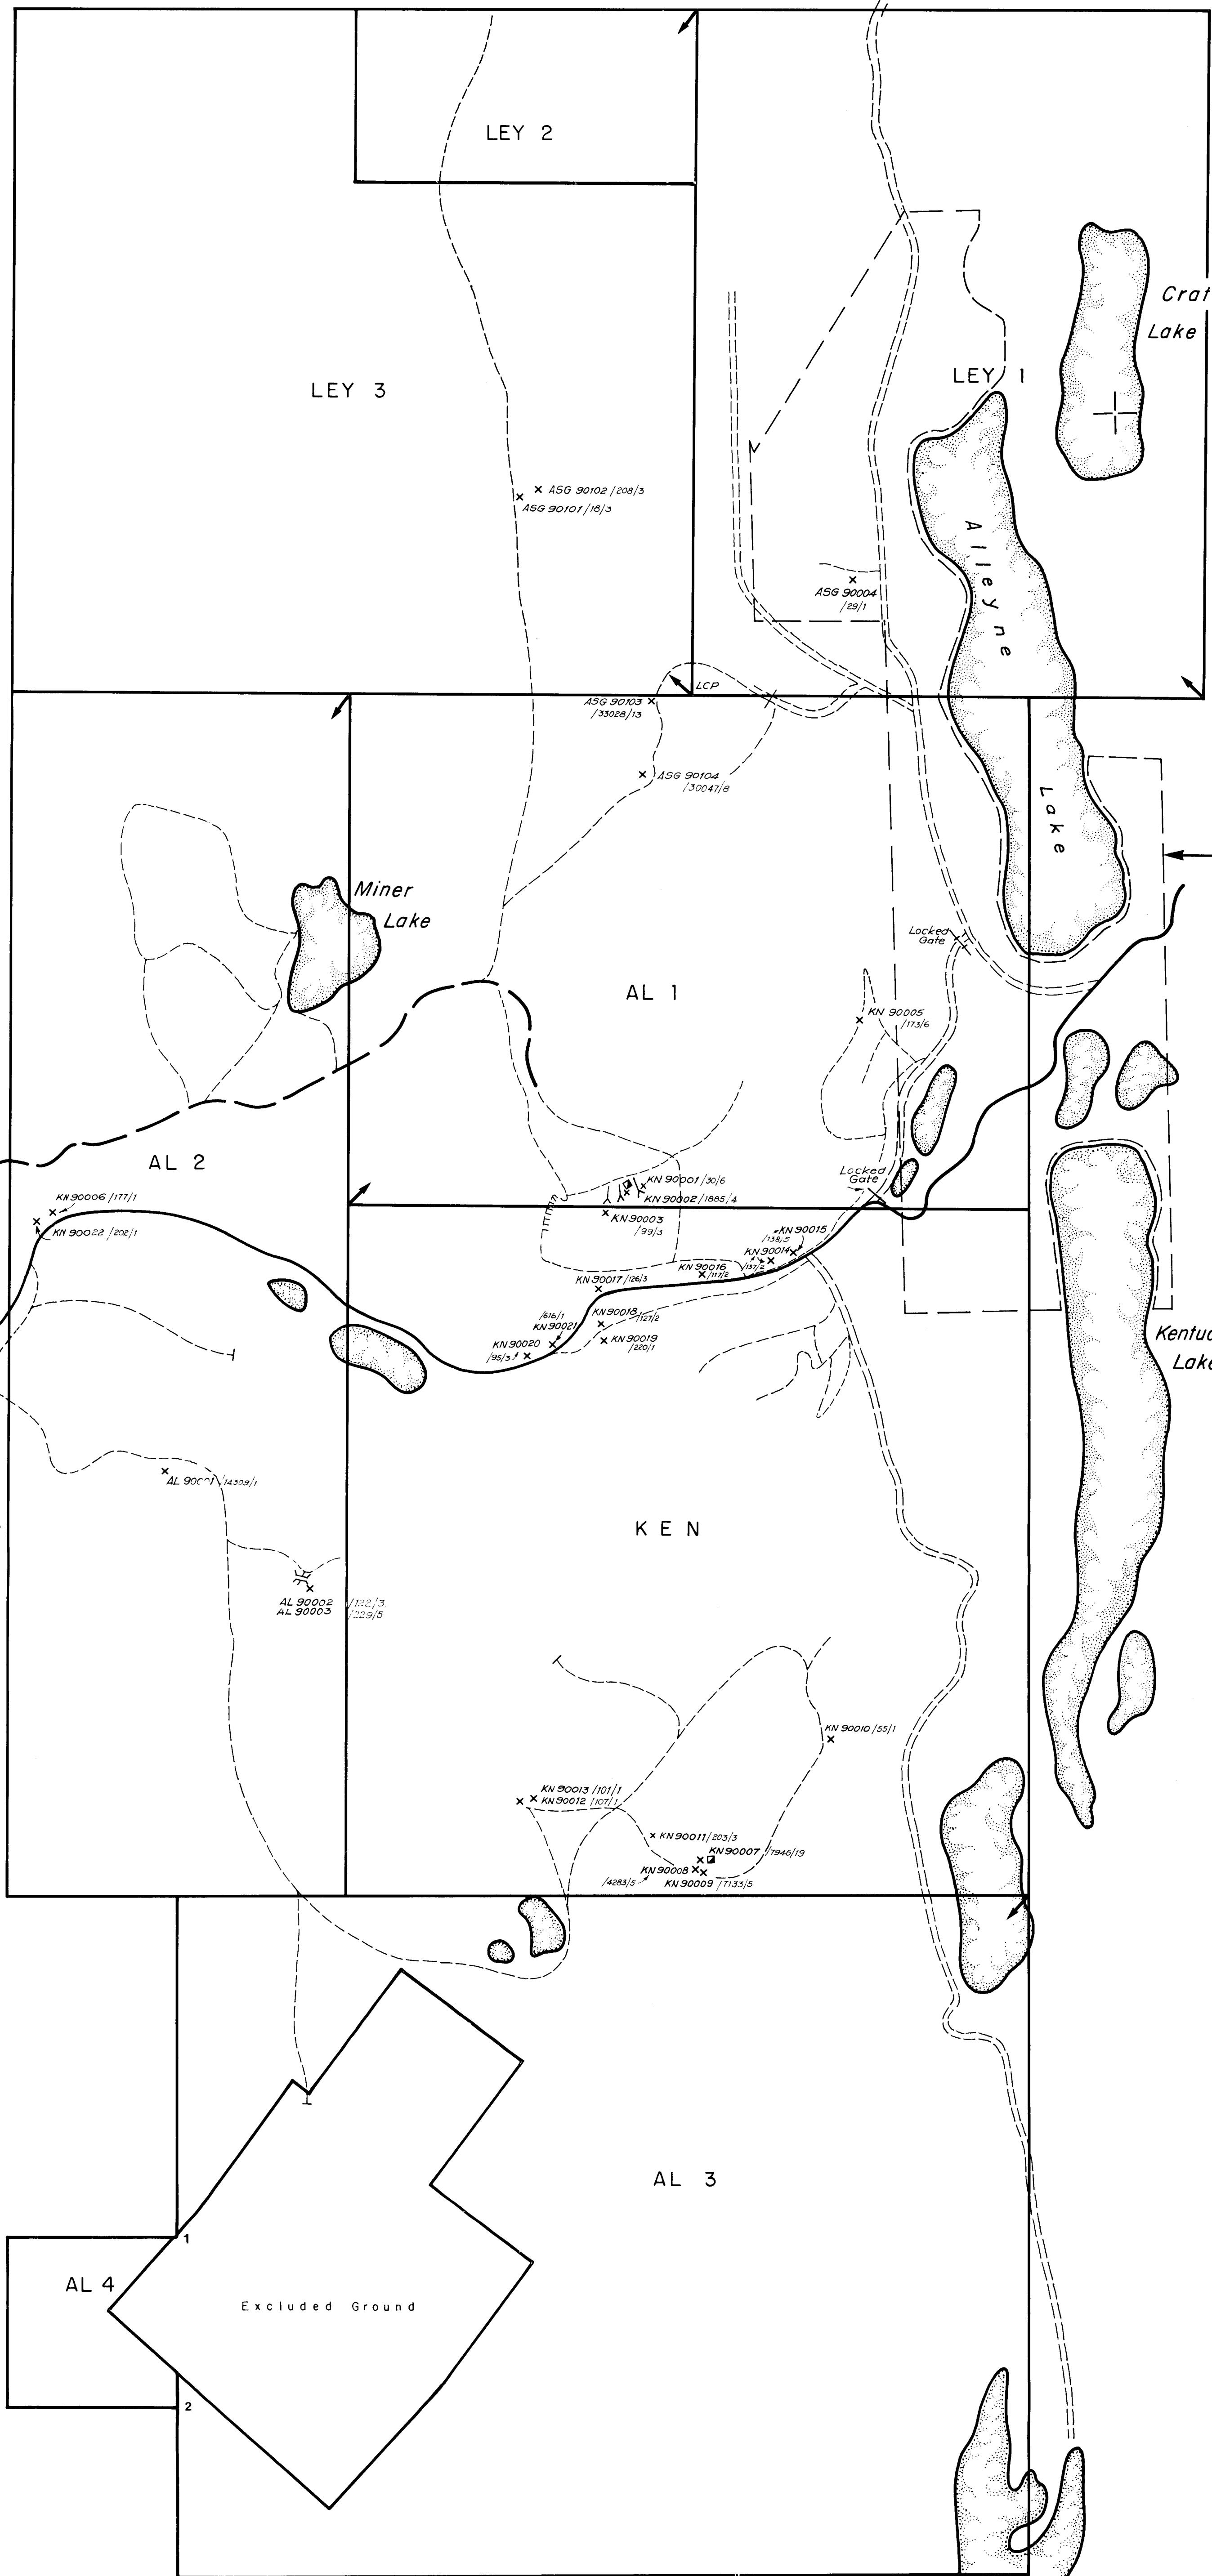 LEY 2
Crat
Lake
LEY 3
LEY 1
ASG 90102 /208/3
ASG 90101 /18/3
Alleyne
ASG 90004
/29/1
LCP
ASG 90103
/33028/13
ASG 90104
/30047/8
Lake
Miner
Lake
Locked
Gate
AL 1
KN 90005
/173/6
AL 2
Locked
Gate
KN 90001 /30/6
KN 90002 /1885/4
KN 90006 /177/1
KN 90003
/99/3
KN 90022 /202/1
KN 90015
/138/5
KN 90014
/137/2
KN 90016
/117/2
KN 90017 /126/3
/616/1
KN 90021
KN 90018
/127/2
KN 90020
/95/3
KN 90019
/220/1
Kentuc
Lake
AL 90001 /14309/1
KEN
AL 90002 /122/3
AL 90003 /229/5
KN 90010 /55/1
KN 90013 /101/1
KN 90012 /107/1
KN 90011 /203/3
KN 90007 /7946/19
KN 90008
/4283/5
KN 90009 /7133/5
AL 3
1
AL 4
Excluded Ground
2